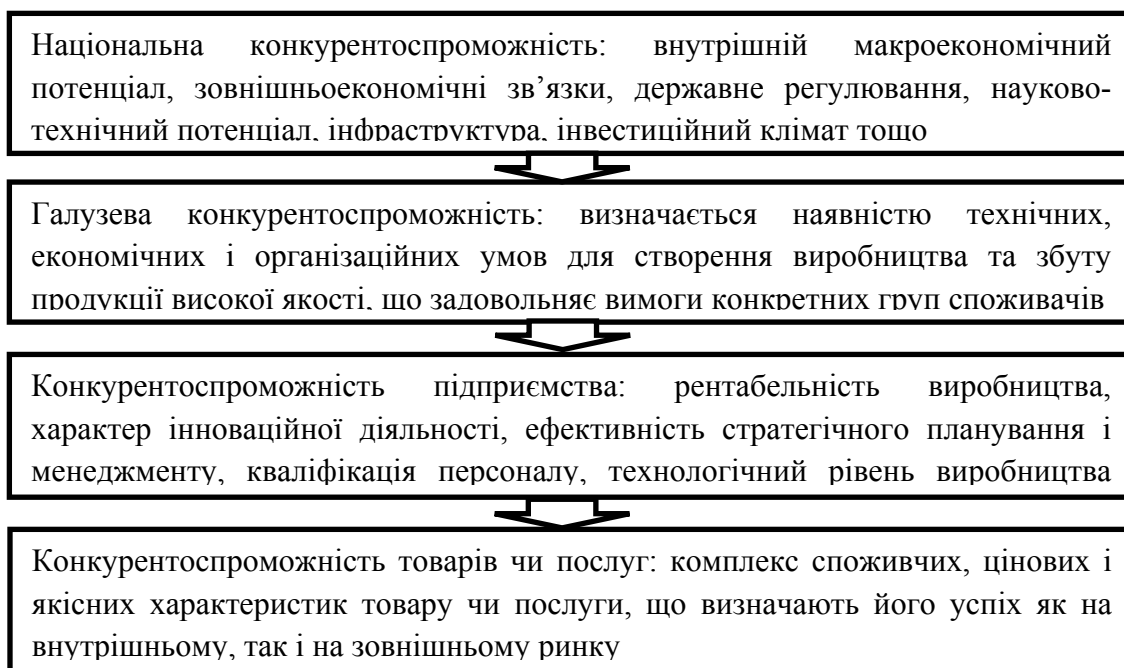 Національна конкурентоспроможність: внутрішній макроекономічний
потенціал, зовнішньоекономічні зв’язки, державне регулювання, науково-
технічний потенціал, інфраструктура, інвестиційний клімат тощо
Галузева конкурентоспроможність: визначається наявністю технічних,
економічних і організаційних умов для створення виробництва та збуту
продукції високої якості, що задовольняє вимоги конкретних груп споживачів
Конкурентоспроможність підприємства: рентабельність виробництва,
характер інноваційної діяльності, ефективність стратегічного планування і
менеджменту, кваліфікація персоналу, технологічний рівень виробництва
Конкурентоспроможність товарів чи послуг: комплекс споживчих, цінових і
якісних характеристик товару чи послуги, що визначають його успіх як на
внутрішньому, так і на зовнішньому ринку